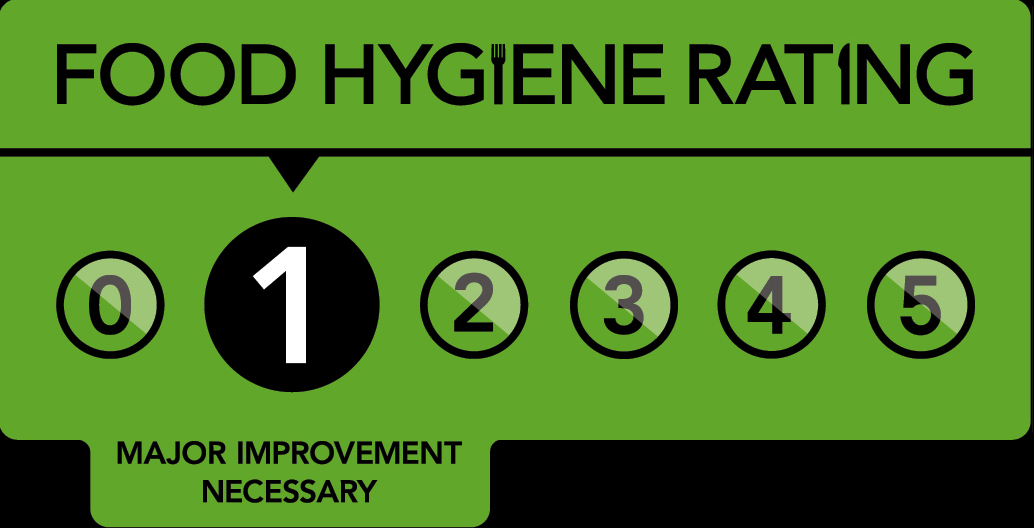 FOOD HYGIENE RATING
0 1 2 3 4 5
MAJOR IMPROVEMENT
NECESSARY